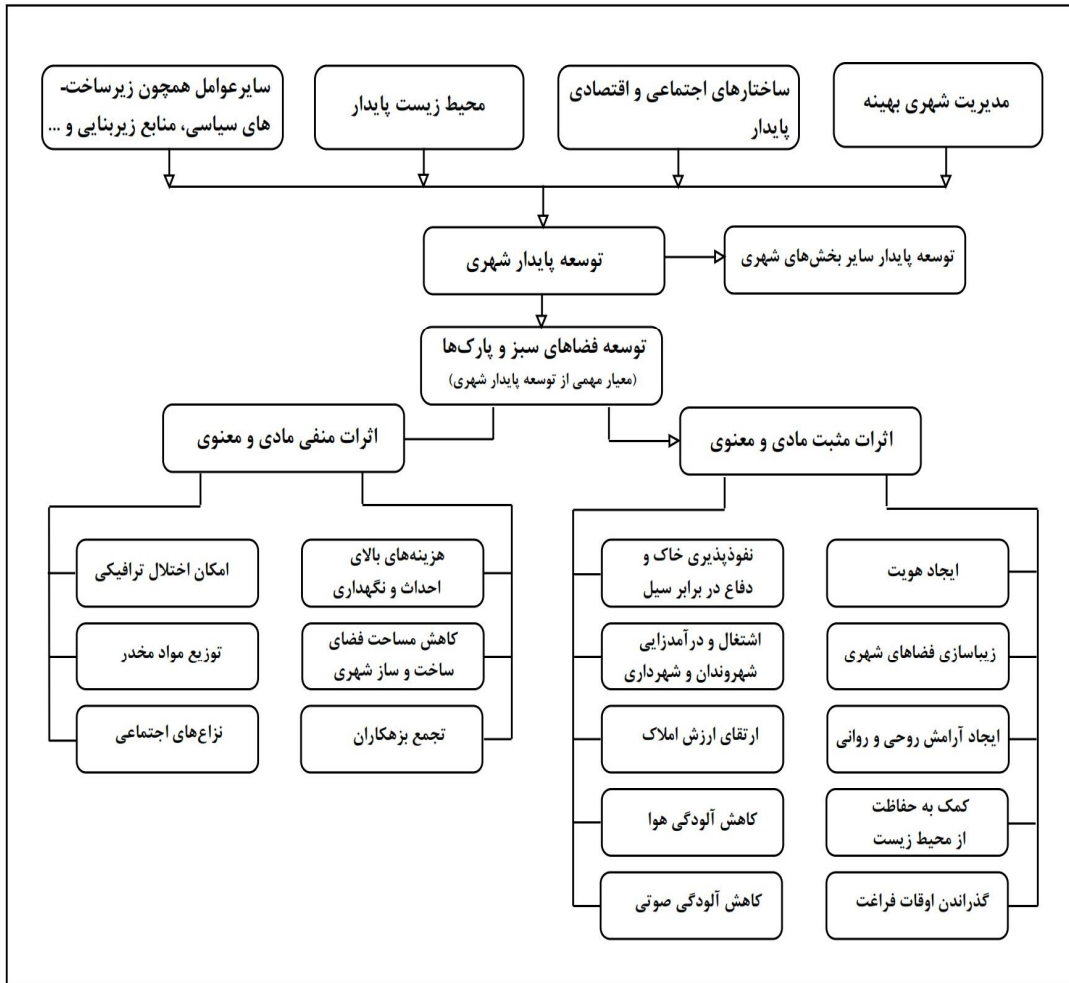 مدیریت شهری بهینه
ساختارهای اجتماعی و اقتصادی
پایدار
محیط زیست پایدار
سایرعوامل همچون زیرساخت-
های سیاسی، منابع زیربنایی و ...
توسعه پایدار شهری
توسعه پایدار سایر بخش‌های شهری
توسعه فضاهای سبز و پارک‌ها
(معیار مهمی از توسعه پایدار شهری)
اثرات مثبت مادی و معنوی
اثرات منفی مادی و معنوی
ایجاد هویت
زیباسازی فضاهای شهری
ایجاد آرامش روحی و روانی
کمک به حفاظت
از محیط زیست
گذراندن اوقات فراغت
نفوذپذیری خاک و
دفاع در برابر سیل
اشتغال و درآمدزایی
شهروندان و شهرداری
ارتقای ارزش املاک
کاهش آلودگی هوا
کاهش آلودگی صوتی
هزینه‌های بالای
احداث و نگهداری
کاهش مساحت فضای
ساخت و ساز شهری
تجمع بزهکاران
امکان اختلال ترافیکی
توزیع مواد مخدر
نزاع‌های اجتماعی